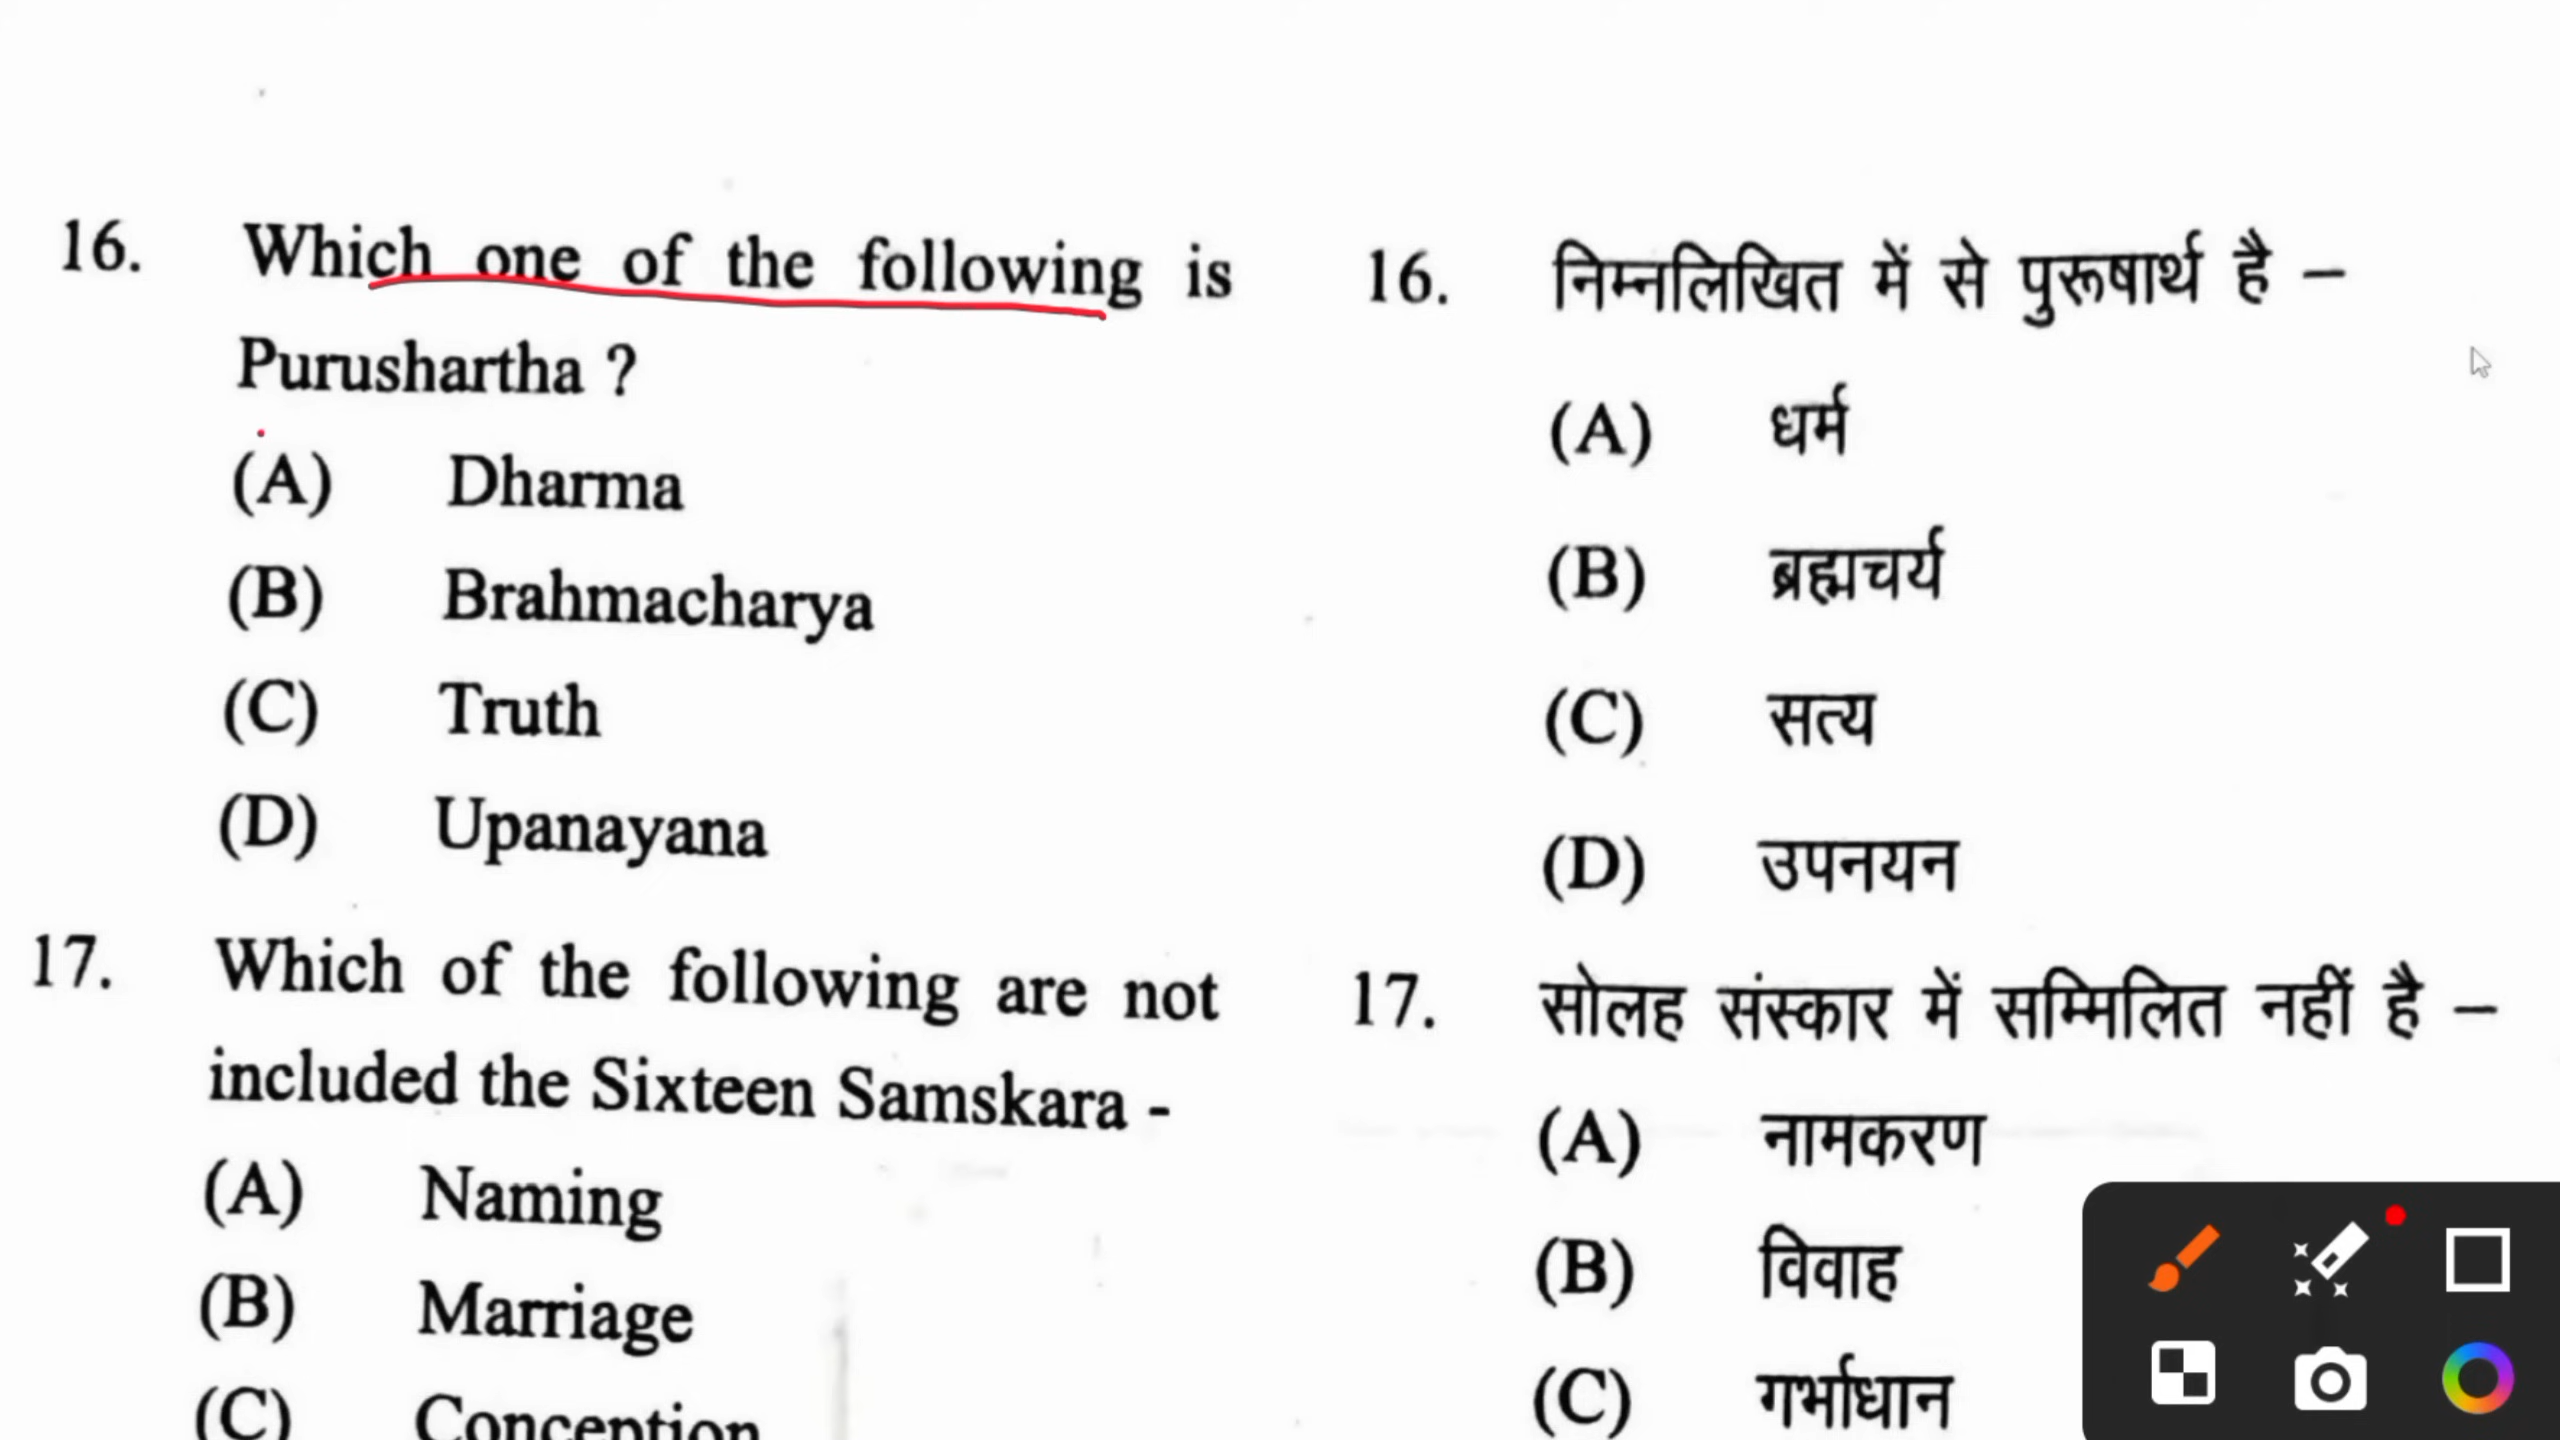 16. Which one of the following is
Purushartha ?
(A) Dharma
(B) Brahmacharya
(C) Truth
(D) Upanayana
17. Which of the following are not
included the Sixteen Samskara -
(A) Naming
(B) Marriage
(C) Conception
16. निम्नलिखित में से पुरूषार्थ है –
(A) धर्म
(B) ब्रह्मचर्य
(C) सत्य
(D) उपनयन
17. सोलह संस्कार में सम्मिलित नहीं है –
(A) नामकरण
(B) विवाह
(C) गर्भाधान